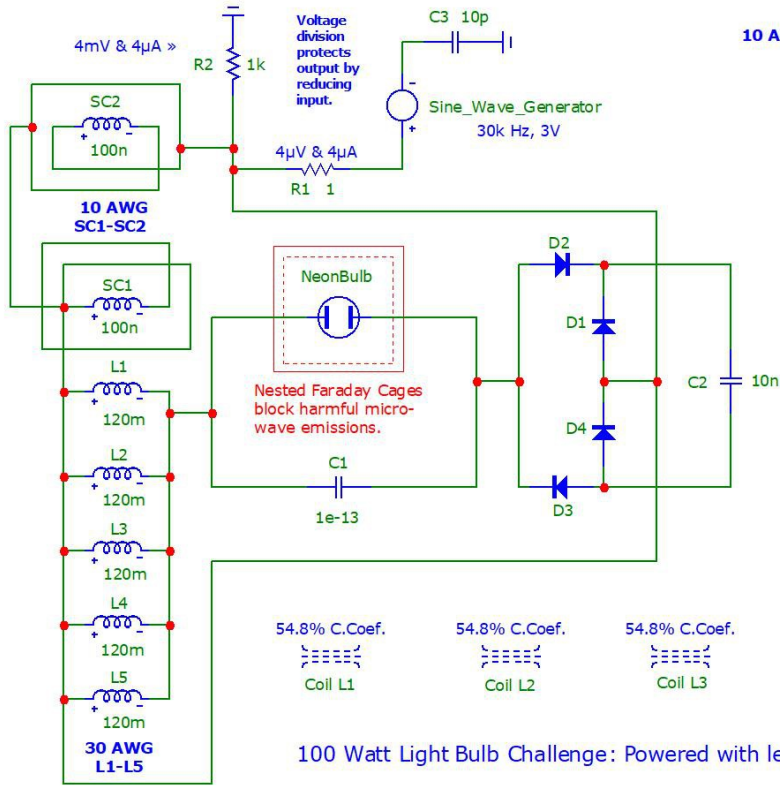 4mV & 4µA »
R2
1k
Voltage
division
protects
output by
reducing
input.
C3 10p
10 A
SC2
+ -
100n
-
Sine_Wave_Generator
+
30k Hz, 3V
4µV & 4µA
R1 1
10 AWG
SC1-SC2
SC1
+ -
100n
NeonBulb
D2
D1
C2
10n
L1
+ -
120m
Nested Faraday Cages
block harmful micro-
wave emissions.
D4
L2
+ -
120m
C1
1e-13
D3
L3
+ -
120m
L4
+ -
120m
54.8% C.Coef.
54.8% C.Coef.
54.8% C.Coef.
Coil L1
Coil L2
Coil L3
L5
+ -
120m
30 AWG
L1-L5
100 Watt Light Bulb Challenge: Powered with le